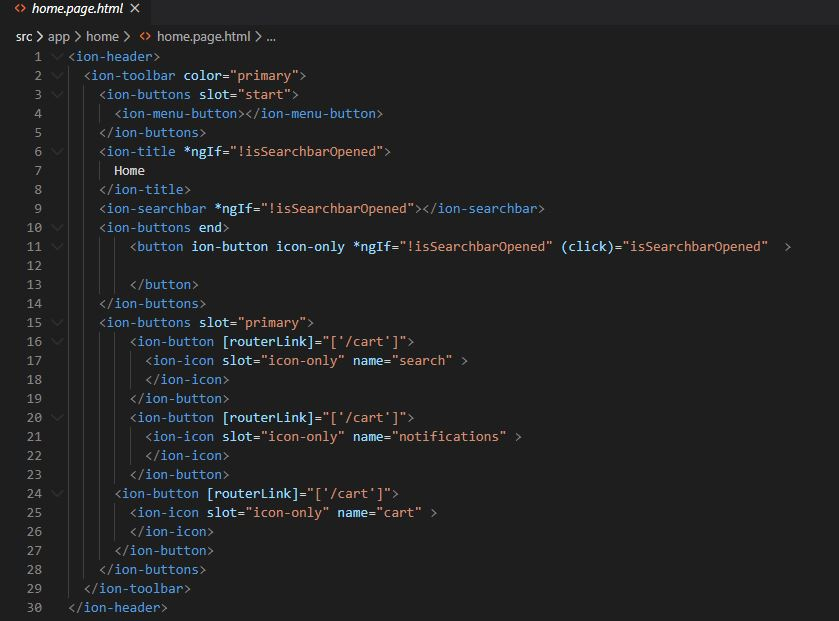 <> home.page.html ×
src > app > home > <> home.page.html > ...
1 <ion-header>
2 <ion-toolbar color="primary">
3 <ion-buttons slot="start">
4 <ion-menu-button></ion-menu-button>
5 </ion-buttons>
6 <ion-title *ngIf="!isSearchbarOpened">
7 Home
8 </ion-title>
9 <ion-searchbar *ngIf="!isSearchbarOpened"></ion-searchbar>
10 <ion-buttons end>
11 <button ion-button icon-only *ngIf="!isSearchbarOpened" (click)="isSearchbarOpened"  >
12
13 </button>
14 </ion-buttons>
15 <ion-buttons slot="primary">
16 <ion-button [routerLink]="['/cart']">
17 <ion-icon slot="icon-only" name="search" >
18 </ion-icon>
19 </ion-button>
20 <ion-button [routerLink]="['/cart']">
21 <ion-icon slot="icon-only" name="notifications" >
22 </ion-icon>
23 </ion-button>
24 <ion-button [routerLink]="['/cart']">
25 <ion-icon slot="icon-only" name="cart" >
26 </ion-icon>
27 </ion-button>
28 </ion-buttons>
29 </ion-toolbar>
30 </ion-header>